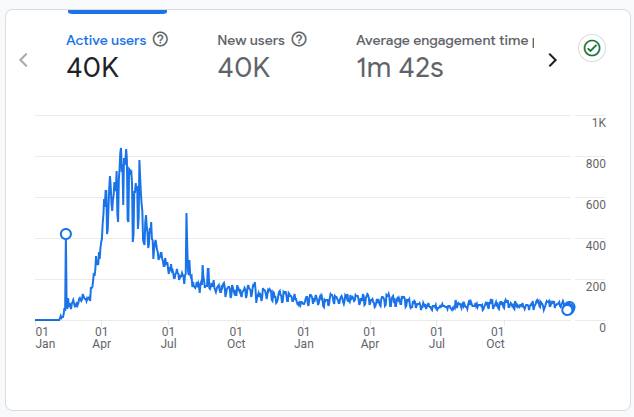 Active users
40K
New users
40K
Average engagement time
1m 42s
1K
800
600
400
200
0
01 Jan
01 Apr
01 Jul
01 Oct
01 Jan
01 Apr
01 Jul
01 Oct